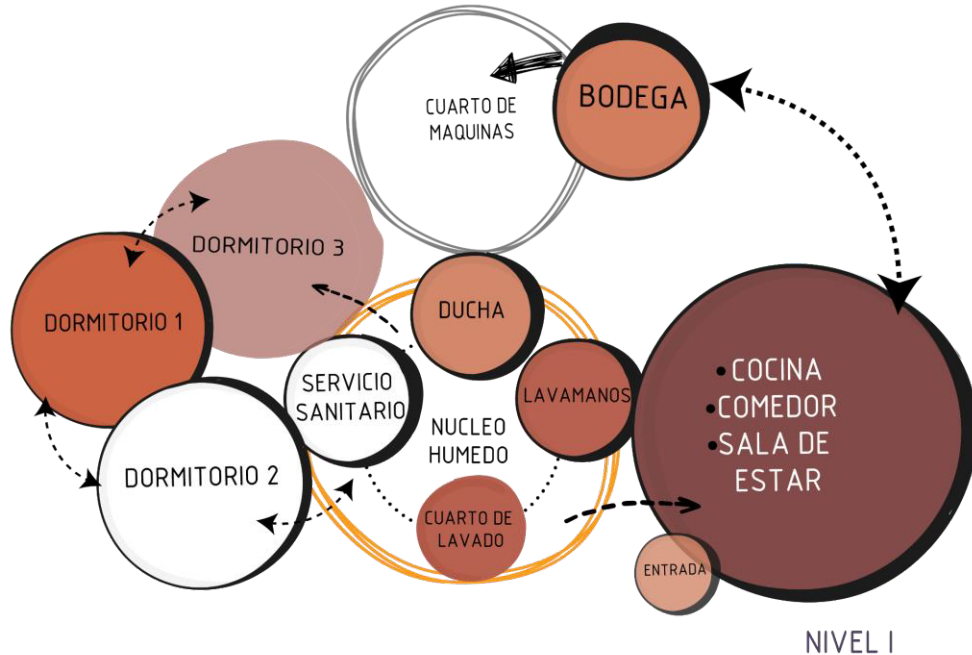 BODEGA
CUARTO DE
MAQUINAS
DORMITORIO 3
DORMITORIO 1
DUCHA
SERVICIO
SANITARIO
LAVAMANOS
NUCLEO
HUMEDO
DORMITORIO 2
CUARTO DE
LAVADO
•COCINA
•COMEDOR
•SALA DE
ESTAR
ENTRADA
NIVEL I